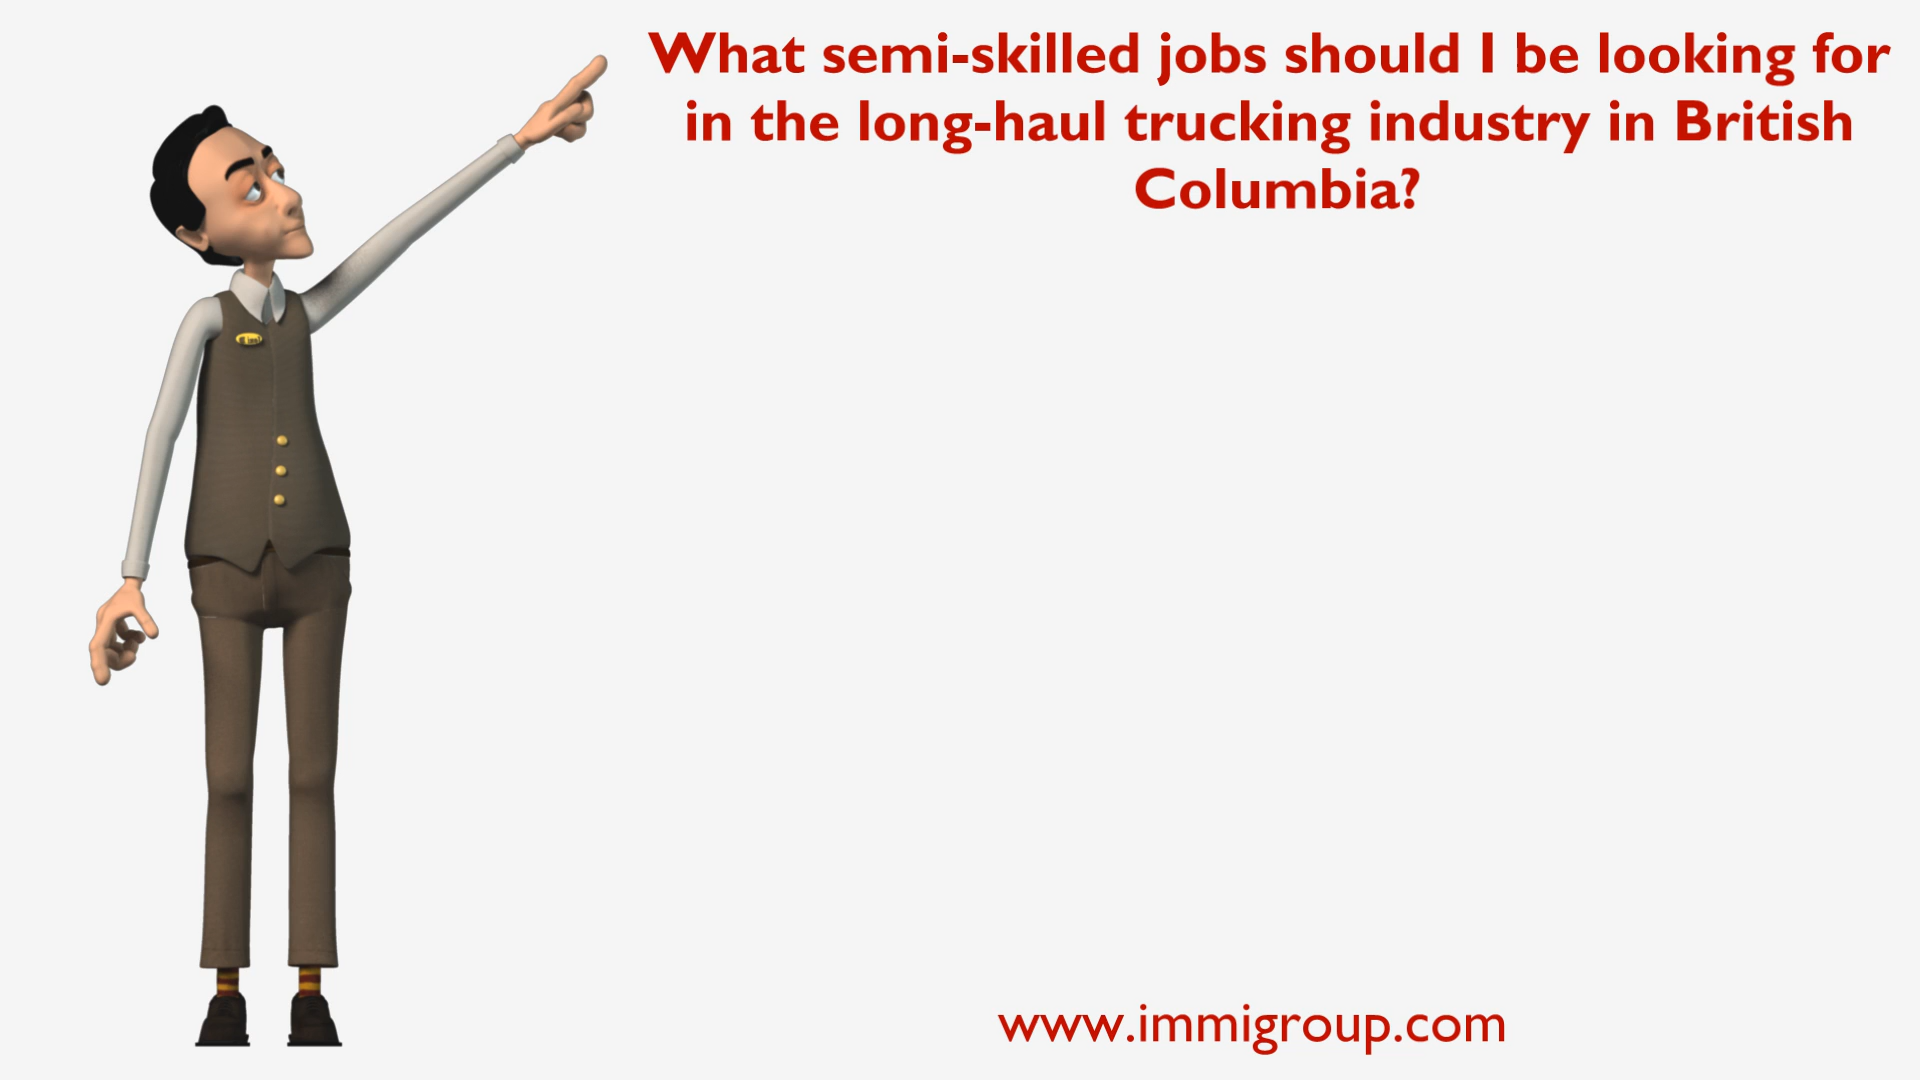 What semi-skilled jobs should I be looking for
in the long-haul trucking industry in British
Columbia?
www.immigroup.com